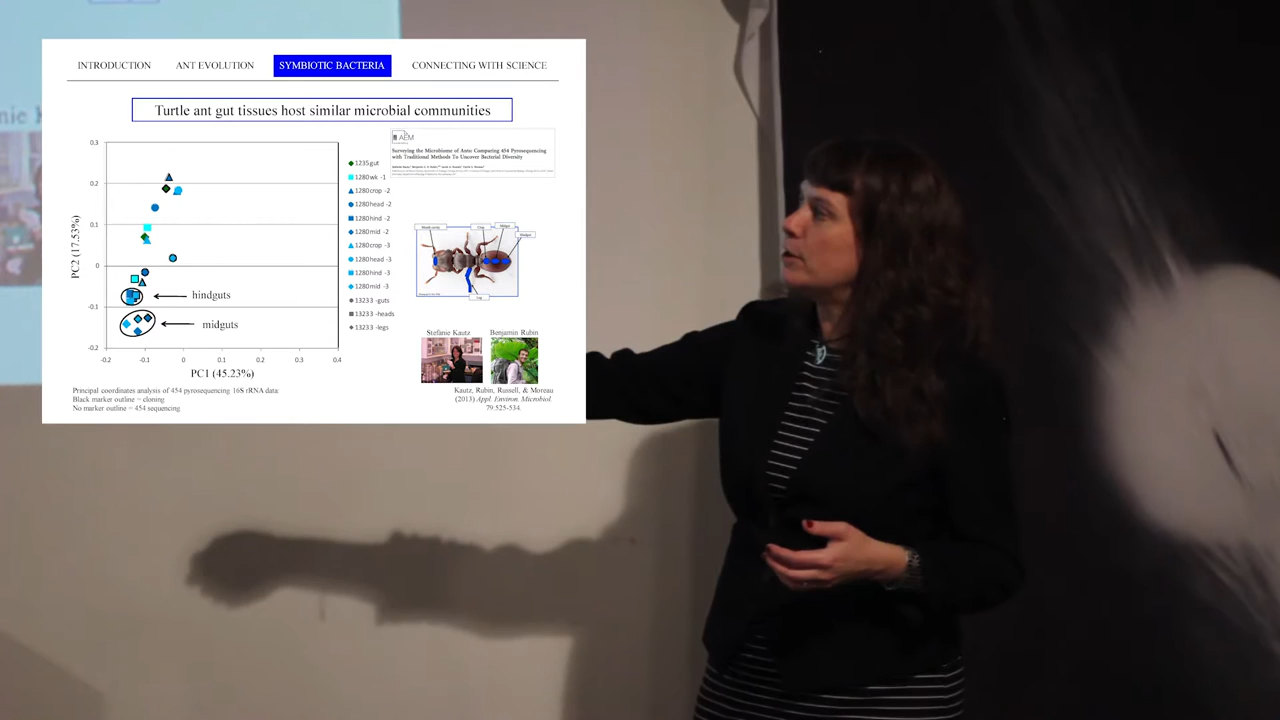 INTRODUCTION ANT EVOLUTION SYMBIOTIC BACTERIA CONNECTING WITH SCIENCE
Turtle ant gut tissues host similar microbial communities
AEM
Surveying the Microbiome of Ants: Comparing 454 Pyrosequencing
with Traditional Methods To Uncover Bacterial Diversity
0.3
0.2
0.1
0
-0.1
-0.2
PC2 (17.53%)
-0.2 -0.1 0 0.1 0.2 0.3 0.4
PC1 (45.23%)
hindguts
midguts
1235gut
1280wk -1
1280crop -2
1280head -2
1280hind -2
1280mid -2
1280crop -3
1280head -3
1280hind -3
1280mid -3
13233 -guts
13233 -heads
13233 -legs
Crop
Midgut
Hindgut
Leg
Stefanie Kautz Benjamin Rubin
Kautz, Rubin, Russell, & Moreau
(2013) Appl. Environ. Microbiol.
79:525-534.
Principal coordinates analysis of 454 pyrosequencing 16S rRNA data:
Black marker outline = cloning
No marker outline = 454 sequencing
nie K